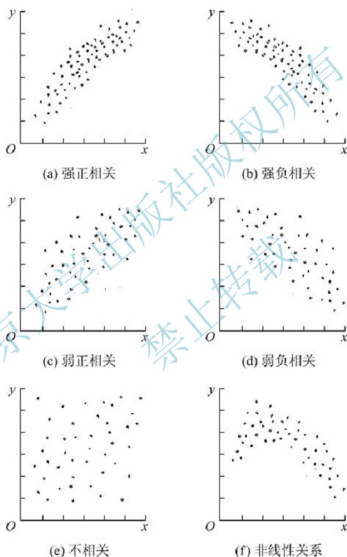 y
y
O
x
O
x
(a) 强正相关
(b) 强负相关
y
y
O
x
O
x
(c) 弱正相关
(d) 弱负相关
y
y
O
x
O
x
(e) 不相关
(f) 非线性关系
京大学出版社版权所有
禁止转载